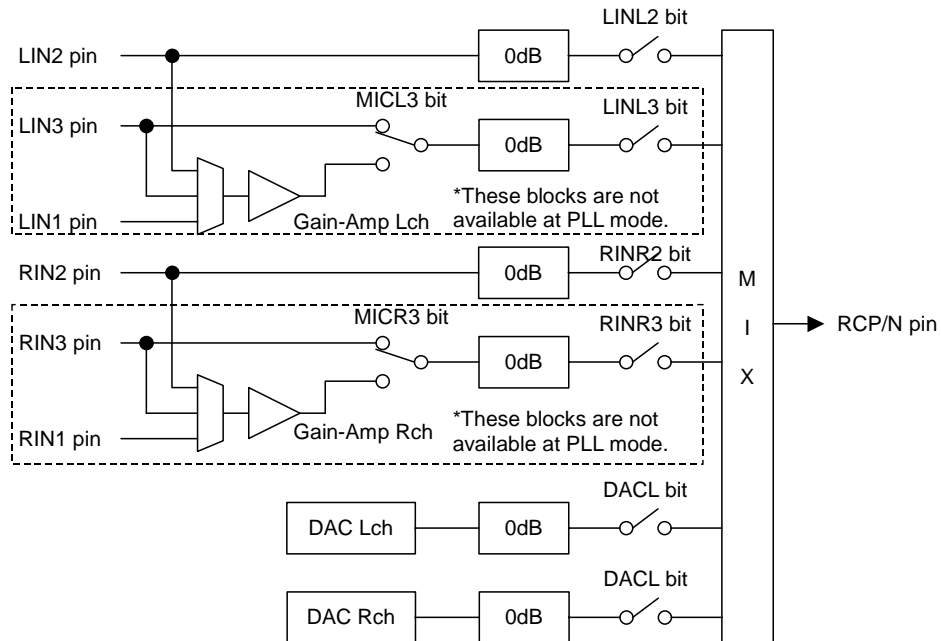 LINL2 bit
LIN2 pin
0dB
MICL3 bit
LINL3 bit
LIN3 pin
0dB
*These blocks are not
available at PLL mode.
LIN1 pin
Gain-Amp Lch
RINR2 bit
RIN2 pin
0dB
MICR3 bit
RINR3 bit
RIN3 pin
0dB
*These blocks are not
available at PLL mode.
RIN1 pin
Gain-Amp Rch
M
I
X
RCP/N pin
DACL bit
DAC Lch
0dB
DACL bit
DAC Rch
0dB